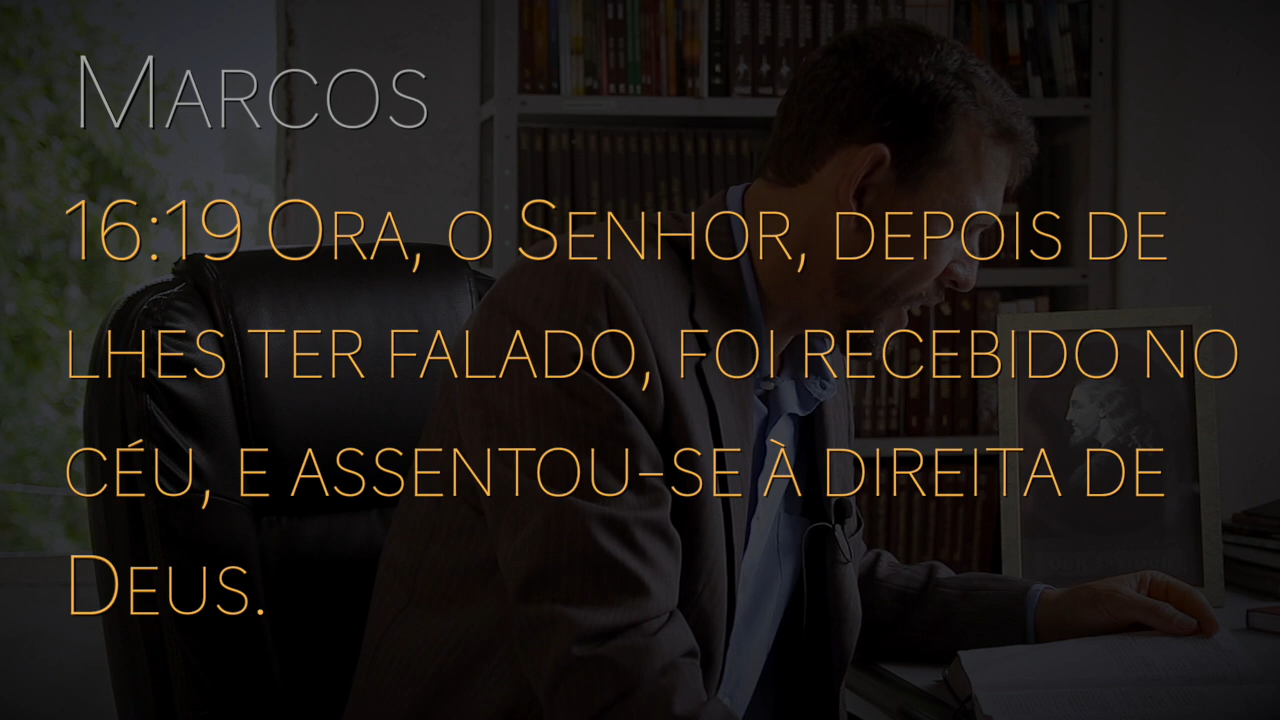 Marcos
16:19 Ora, o Senhor, depois de
lhes ter falado, foi recebido no
céu, e assentou-se à direita de
Deus.